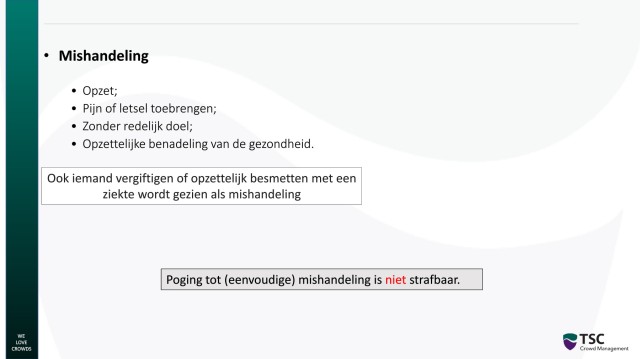 • Mishandeling
• Opzet;
• Pijn of letsel toebrengen;
• Zonder redelijk doel;
• Opzettelijke benadeling van de gezondheid.
Ook iemand vergiftigen of opzettelijk besmetten met een
ziekte wordt gezien als mishandeling
Poging tot (eenvoudige) mishandeling is niet strafbaar.
WE
LOVE
CROWDS
TSC
Crowd Management